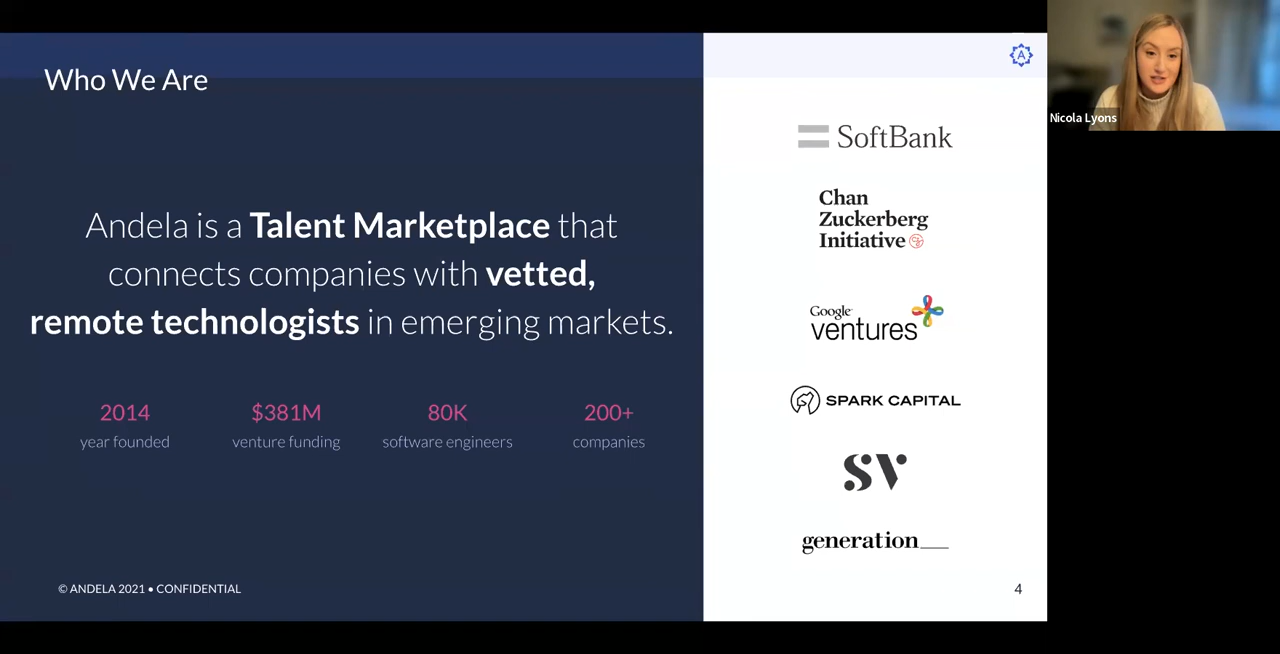 Who We Are
Andela is a Talent Marketplace that
connects companies with vetted,
remote technologists in emerging markets.
2014
year founded
$381M
venture funding
80K
software engineers
200+
companies
© ANDELA 2021 • CONFIDENTIAL
A
SoftBank
Chan
Zuckerberg
Initiative
Google
ventures
SPARK CAPITAL
SV
generation__
4
Nicola Lyons